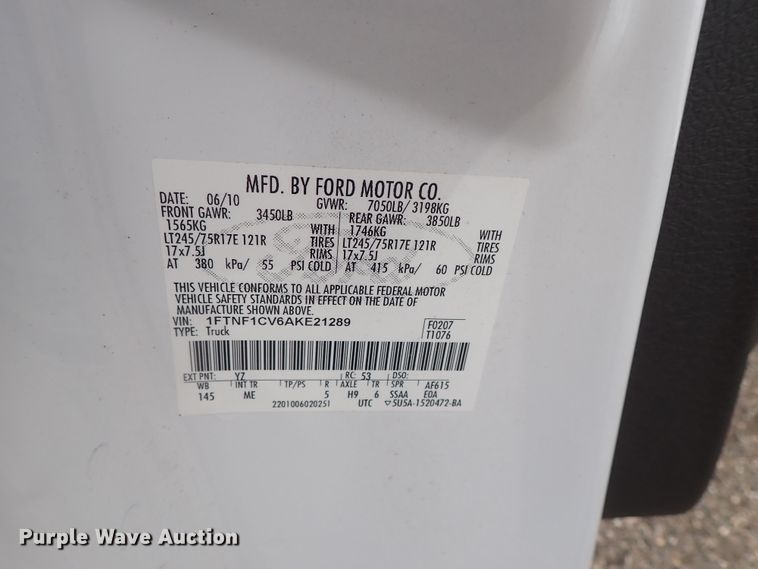 MFD. BY FORD MOTOR CO.
DATE: 06/10 GVWR: 7050LB/ 3198KG
FRONT GAWR: 3450LB REAR GAWR: 3850LB
1565KG WITH 1746KG WITH
LT245/75R17E 121R TIRES LT245/75R17E 121R TIRES
17x7.5J RIMS 17x7.5J RIMS
AT 380 kPa/ 55 PSI COLD AT 415 kPa/ 60 PSI COLD
THIS VEHICLE CONFORMS TO ALL APPLICABLE FEDERAL MOTOR
VEHICLE SAFETY STANDARDS IN EFFECT ON THE DATE OF
MANUFACTURE SHOWN ABOVE.
VIN: 1FTNF1CV6AKE21289 F0207
TYPE: Truck T1076
EXT PNT: YZ RC: 53 DSO:
WB INT TR TP/PS R AXLE TR SPR AF615
145 ME 5 H9 6 SSAA E0A
2201006020251 UTC ▽5U5A-1520472-BA
Purple Wave Auction